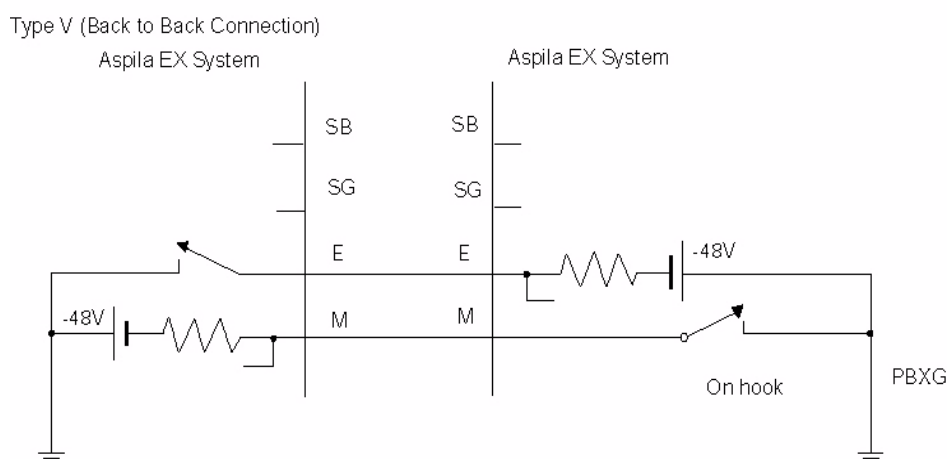 Type V (Back to Back Connection)
Aspila EX System
Aspila EX System
SB
SB
SG
SG
E
E
-48V
-48V
M
M
On hook
PBXG